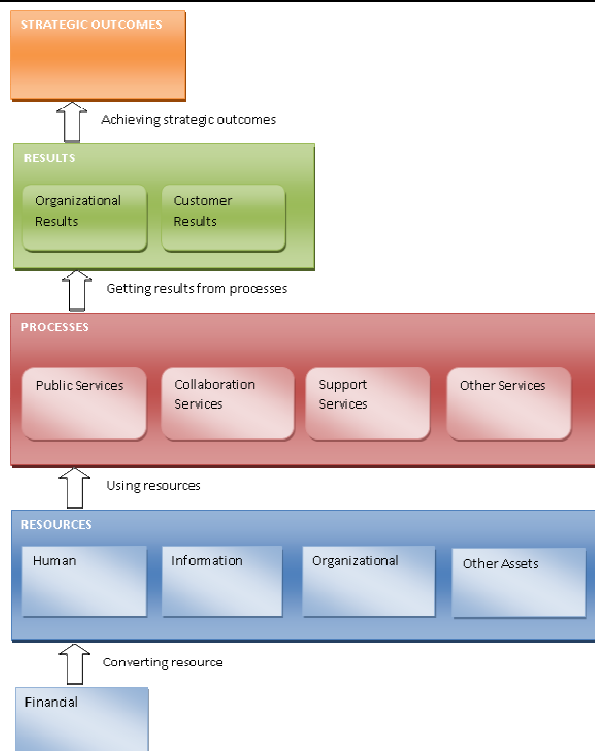 STRATEGIC OUTCOMES
Achieving strategic outcomes
RESULTS
Organizational
Results
Customer
Results
Getting results from processes
PROCESSES
Public Services
Collaboration
Services
Support
Services
Other Services
Using resources
RESOURCES
Human
Information
Organizational
Other Assets
Converting resource
Financial